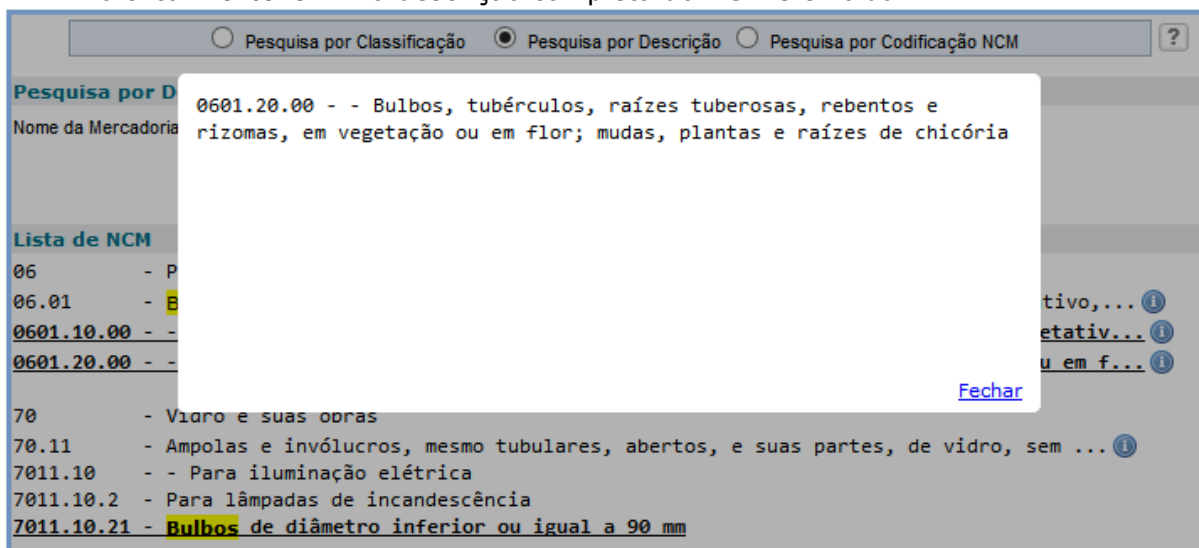 Pesquisa por Classificação Pesquisa por Descrição Pesquisa por Codificação NCM ?
Pesquisa por D
Nome da Mercadoria
0601.20.00 - - Bulbos, tubérculos, raízes tuberosas, rebentos e
rizomas, em vegetação ou em flor; mudas, plantas e raízes de chicória
Fechar
Lista de NCM
06 - P
06.01 - B tivo,...
0601.10.00 - - etativ...
0601.20.00 - - u em f...
70 - Vidro e suas obras
70.11 - Ampolas e invólucros, mesmo tubulares, abertos, e suas partes, de vidro, sem ...
7011.10 - - Para iluminação elétrica
7011.10.2 - Para lâmpadas de incandescência
7011.10.21 - Bulbos de diâmetro inferior ou igual a 90 mm